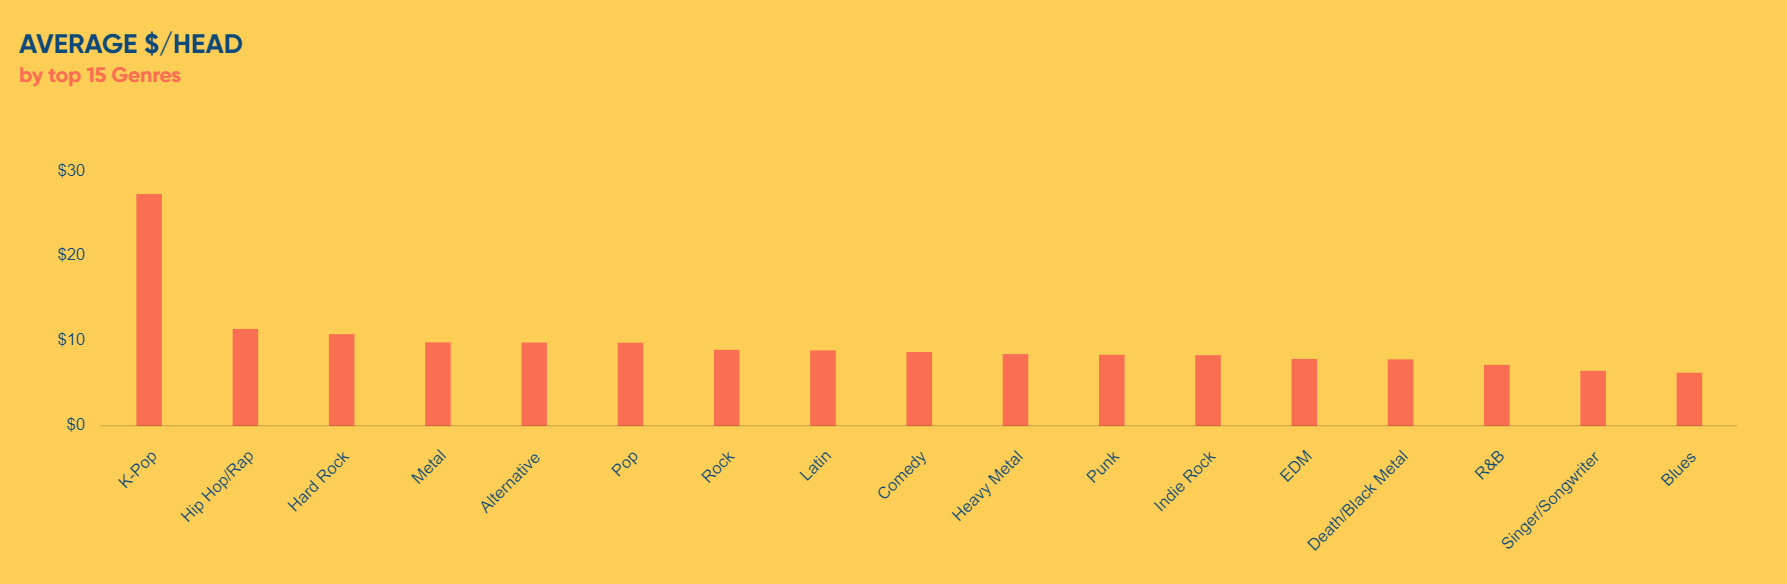 AVERAGE $/HEAD
by top 15 Genres
$30
$20
$10
$0
K-Pop
Hip Hop/Rap
Hard Rock
Metal
Alternative
Pop
Rock
Latin
Comedy
Heavy Metal
Punk
Indie Rock
EDM
Death/Black Metal
R&B
Singer/Songwriter
Blues